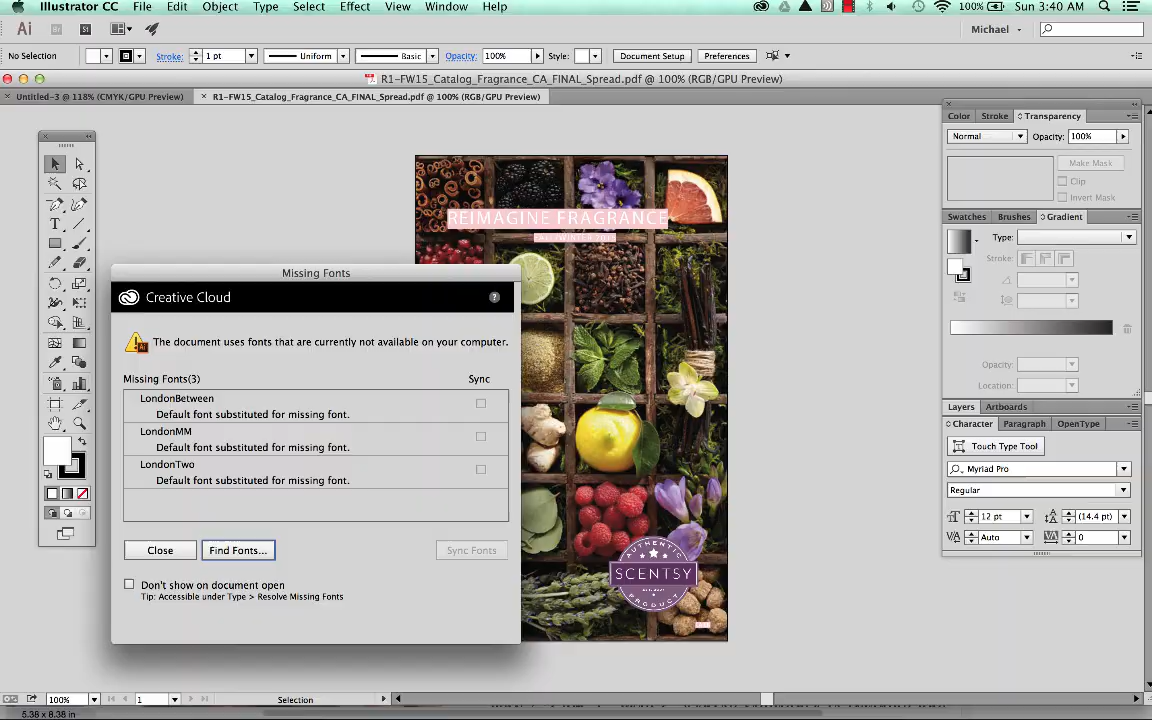 Illustrator CC File Edit Object Type Select Effect View Window Help 100% Sun 3:40 AM
Ai Br St Michael
No Selection Stroke: 1 pt Uniform Basic Opacity: 100% Style: Document Setup Preferences
R1-FW15_Catalog_Fragrance_CA_FINAL_Spread.pdf @ 100% (RGB/GPU Preview)
Untitled-3 @ 118% (CMYK/GPU Preview) R1-FW15_Catalog_Fragrance_CA_FINAL_Spread.pdf @ 100% (RGB/GPU Preview)
Color Stroke Transparency
Normal Opacity: 100%
Make Mask
Clip
Invert Mask
Swatches Brushes Gradient
Type:
Stroke:
Opacity:
Location:
Layers Artboards
Character Paragraph OpenType
Touch Type Tool
Myriad Pro
Regular
12 pt (14.4 pt)
Auto 0
REIMAGINE FRAGRANCE
AUTHENTIC
SCENTSY
PRODUCT
Missing Fonts
Creative Cloud ?
The document uses fonts that are currently not available on your computer.
Missing Fonts(3) Sync
LondonBetween
Default font substituted for missing font.
LondonMM
Default font substituted for missing font.
LondonTwo
Default font substituted for missing font.
Close Find Fonts... Sync Fonts
Don't show on document open
Tip: Accessible under Type > Resolve Missing Fonts
100% 1 Selection
5.38 x 8.38 in